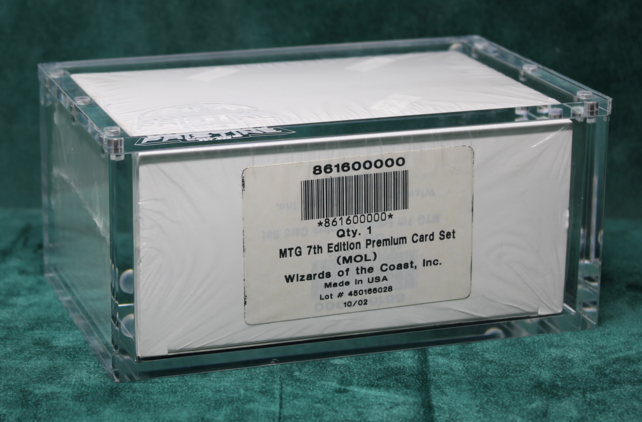 861600000
*861600000*
Qty. 1
MTG 7th Edition Premium Card Set
(MOL)
Wizards of the Coast, Inc.
Made in USA
Lot # 450166028
10/02